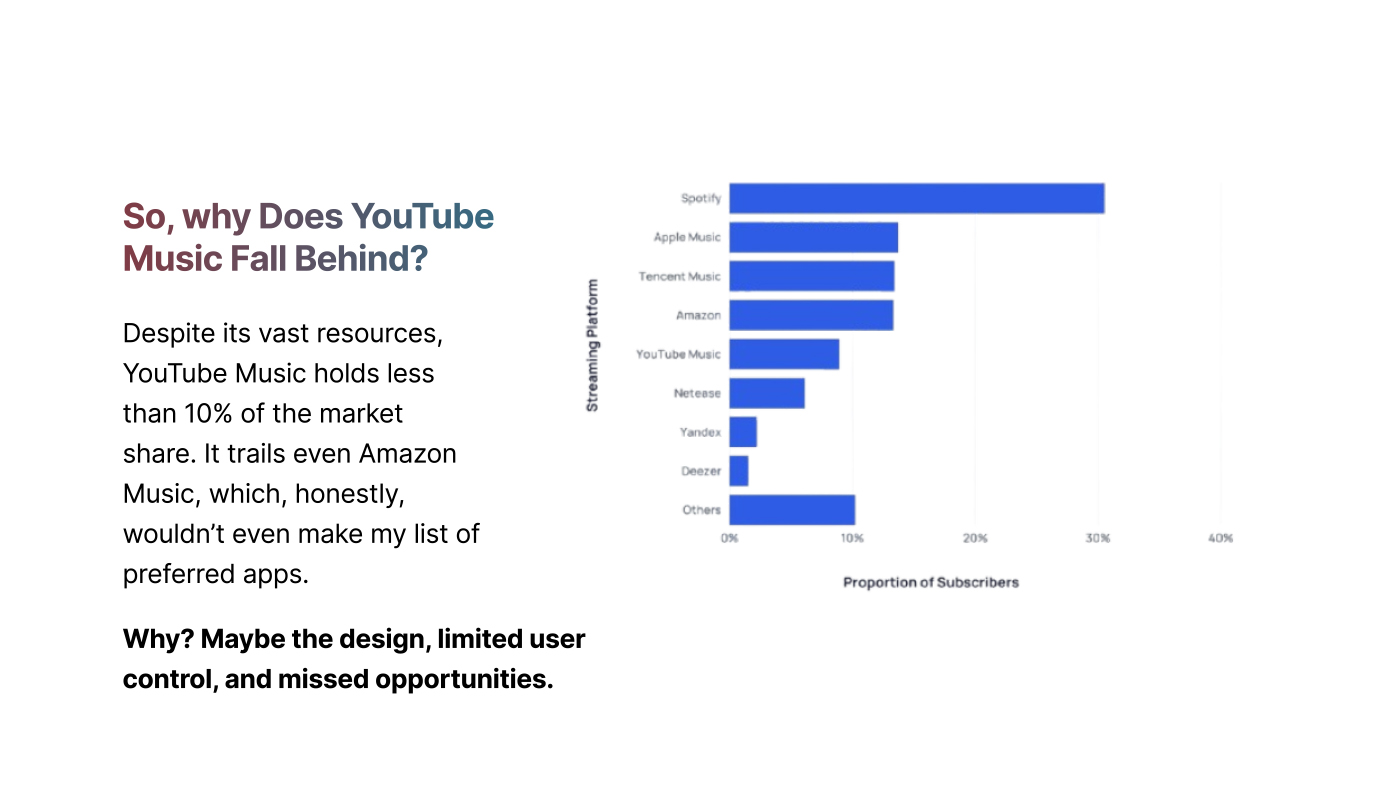 So, why Does YouTube
Music Fall Behind?
Despite its vast resources,
YouTube Music holds less
than 10% of the market
share. It trails even Amazon
Music, which, honestly,
wouldn’t even make my list of
preferred apps.
Why? Maybe the design, limited user
control, and missed opportunities.
Streaming Platform
Spotify
Apple Music
Tencent Music
Amazon
YouTube Music
Netease
Yandex
Deezer
Others
0% 10% 20% 30% 40%
Proportion of Subscribers